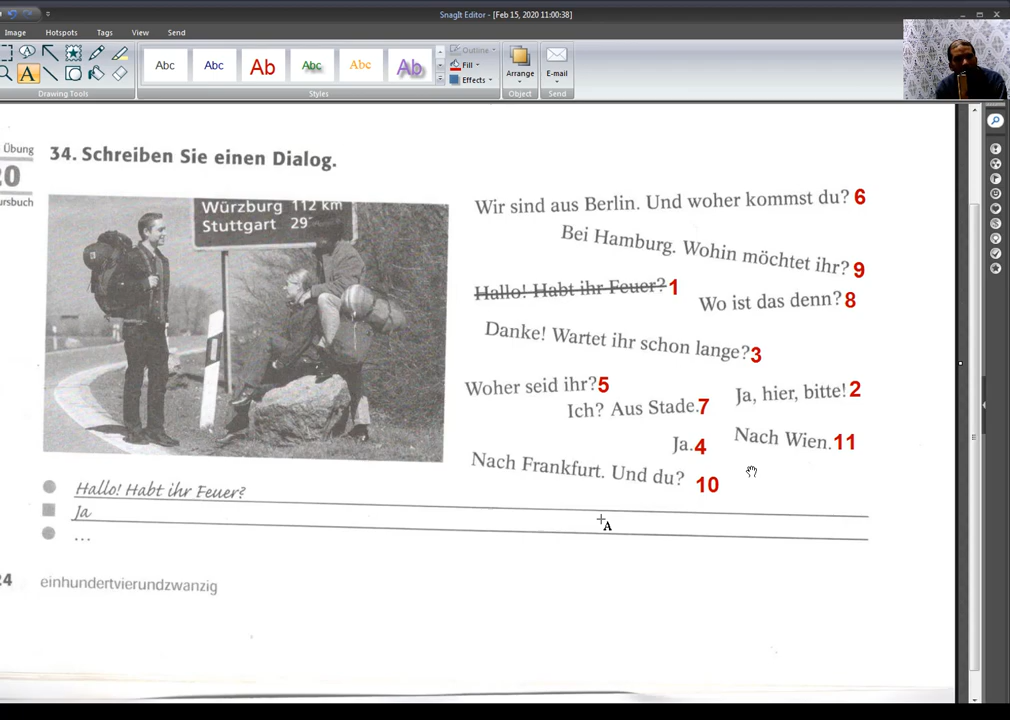 SnagIt Editor - [Feb 15, 2020 11:00:38]
Image Hotspots Tags View Send
Abc Abc Ab Abc Abc Ab
Outline
Fill
Effects
Arrange
E-mail
Drawing Tools Styles Object Send
Übung
20
34. Schreiben Sie einen Dialog.
Würzburg 112 km
Stuttgart 29
Wir sind aus Berlin. Und woher kommst du? 6
Bei Hamburg. Wohin möchtet ihr? 9
Hallo! Habt ihr Feuer? 1
Wo ist das denn? 8
Danke! Wartet ihr schon lange? 3
Woher seid ihr? 5
Ja, hier, bitte! 2
Ich? Aus Stade. 7
Ja. 4
Nach Wien. 11
Nach Frankfurt. Und du? 10
Hallo! Habt ihr Feuer?
Ja
...
A
24 einhundertvierundzwanzig